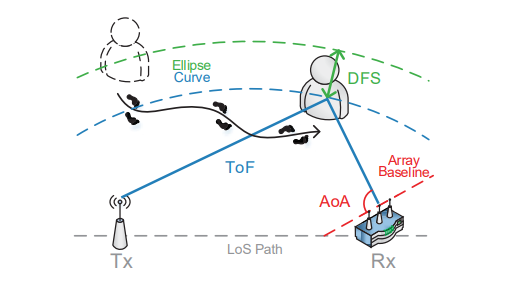 Ellipse
Curve
DFS
ToF
Array
Baseline
AoA
LoS Path
Tx
Rx